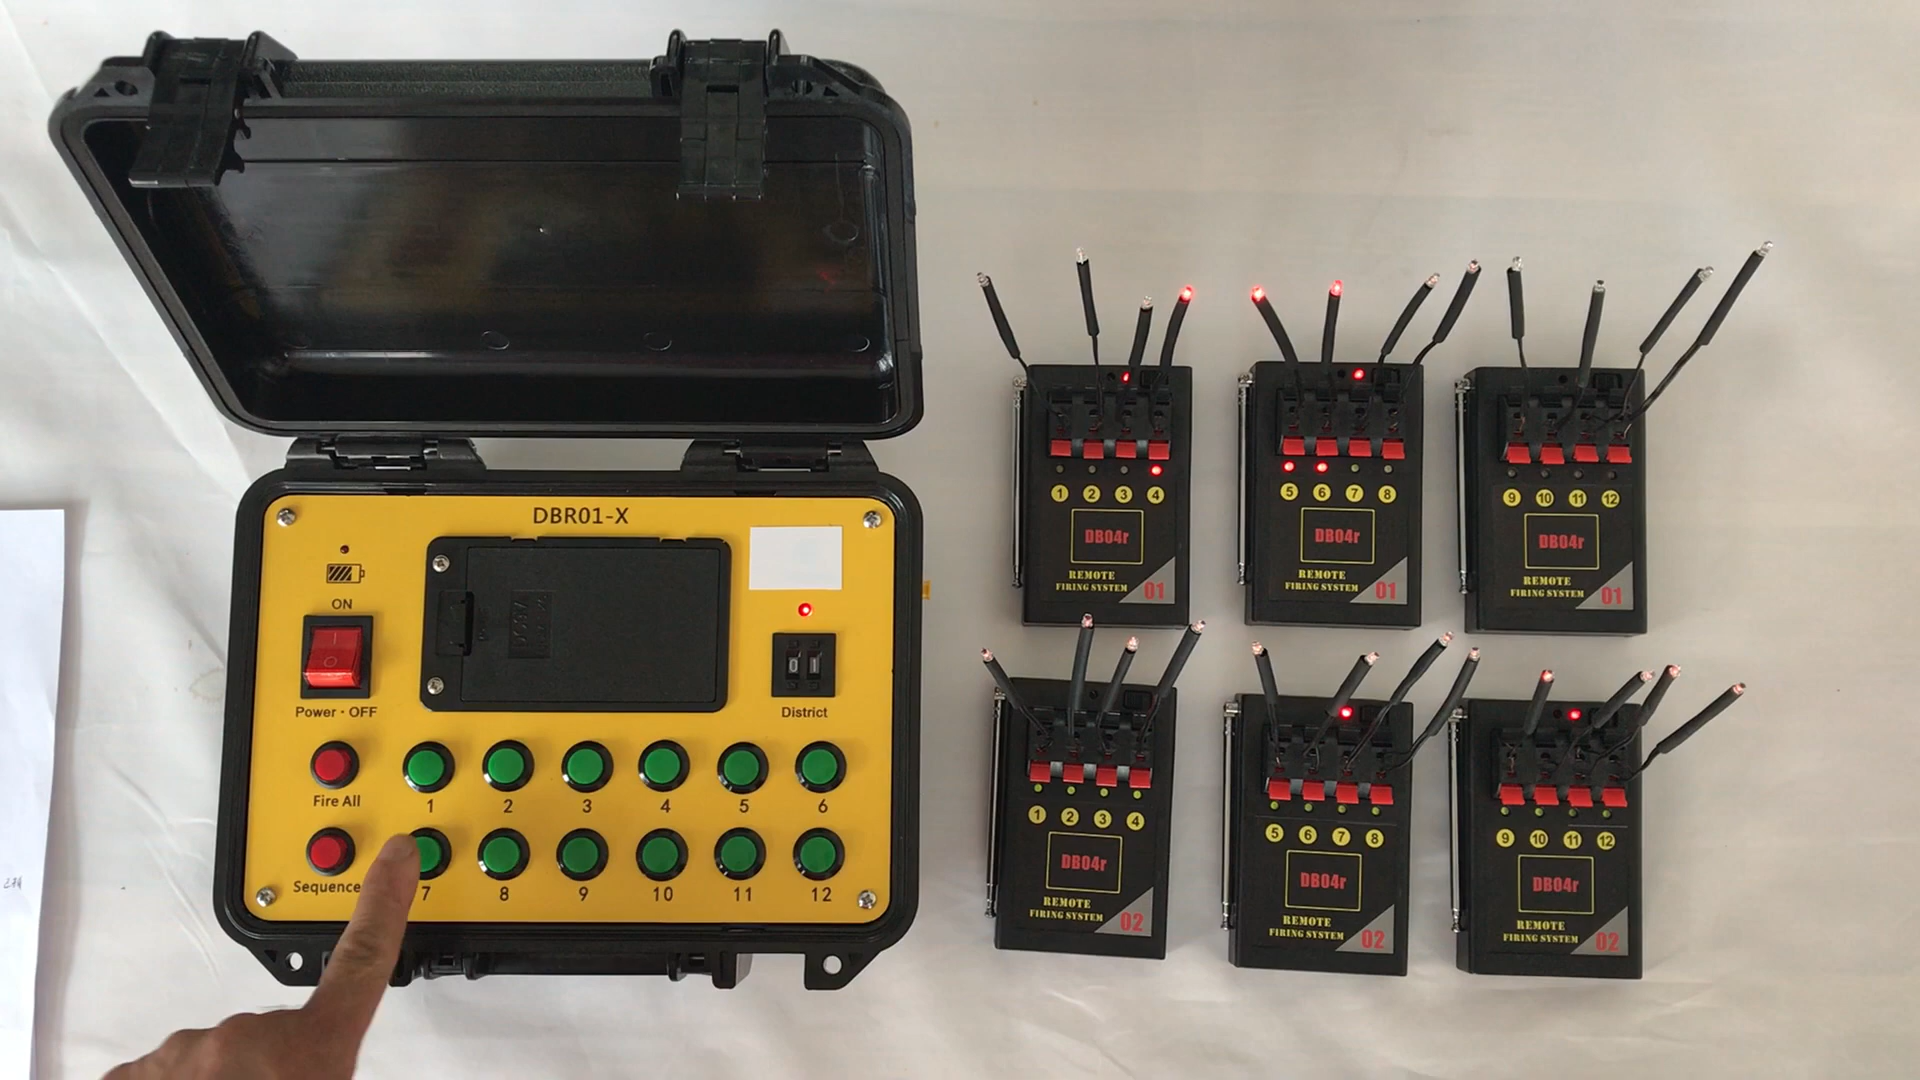 DBR01-X
ON
Power · OFF
01
District
Fire All
1 2 3 4 5 6
Sequence
7 8 9 10 11 12
1 2 3 4
DB04r
REMOTE
FIRING SYSTEM
01
5 6 7 8
DB04r
REMOTE
FIRING SYSTEM
01
9 10 11 12
DB04r
REMOTE
FIRING SYSTEM
01
1 2 3 4
DB04r
REMOTE
FIRING SYSTEM
02
5 6 7 8
DB04r
REMOTE
FIRING SYSTEM
02
9 10 11 12
DB04r
REMOTE
FIRING SYSTEM
02